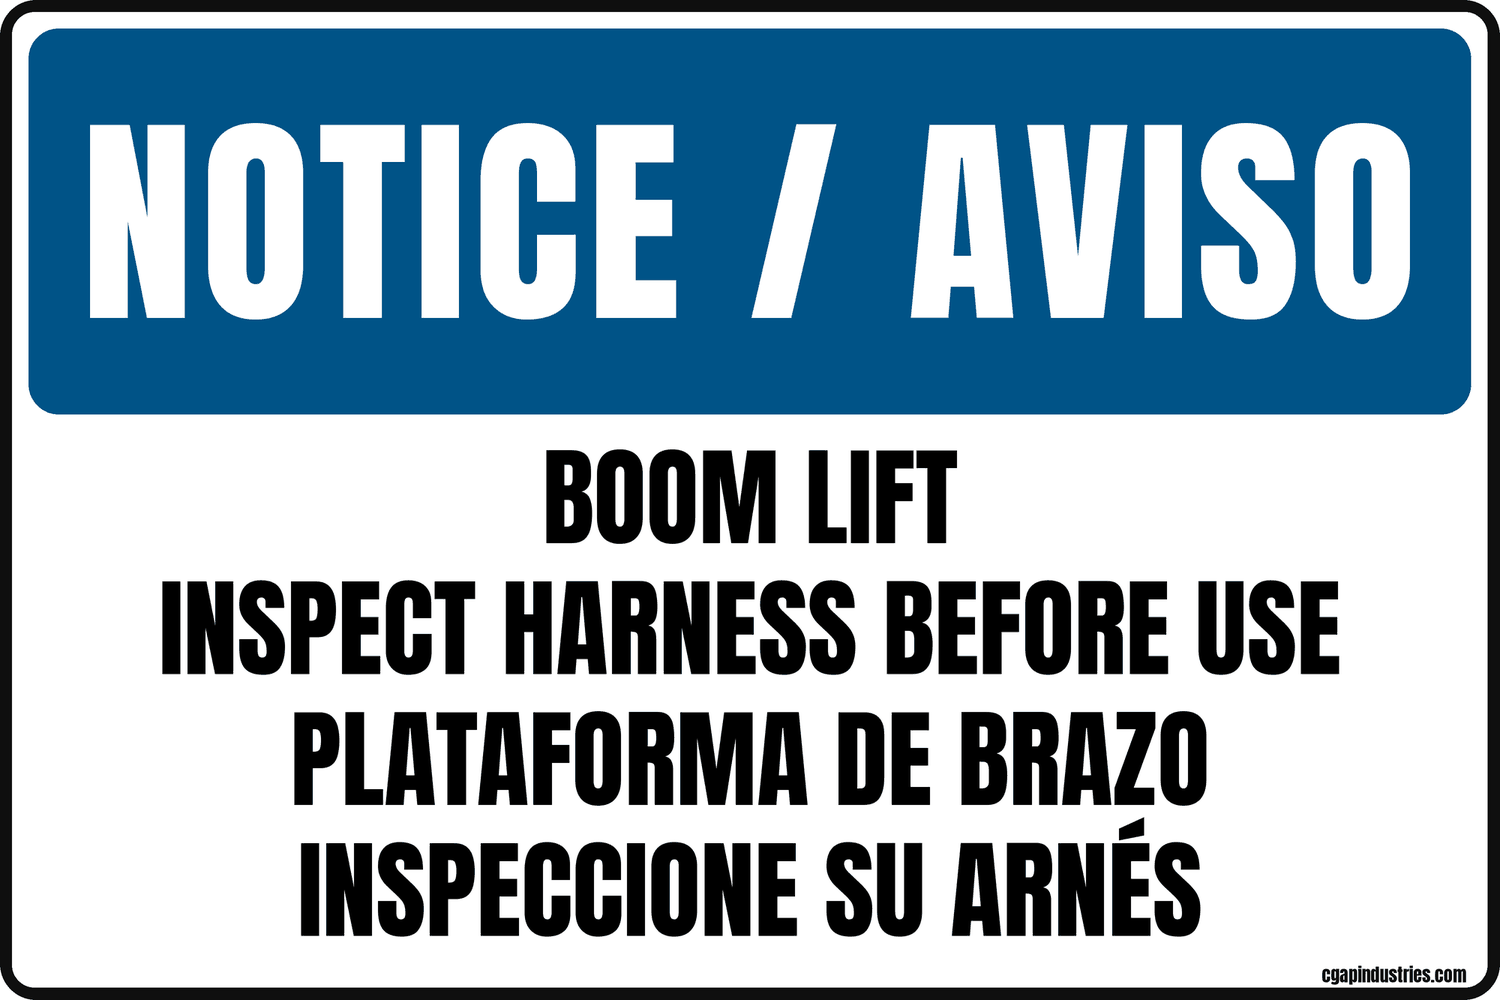 NOTICE / AVISO
BOOM LIFT
INSPECT HARNESS BEFORE USE
PLATAFORMA DE BRAZO
INSPECCIONE SU ARNÉS
cgapindustries.com